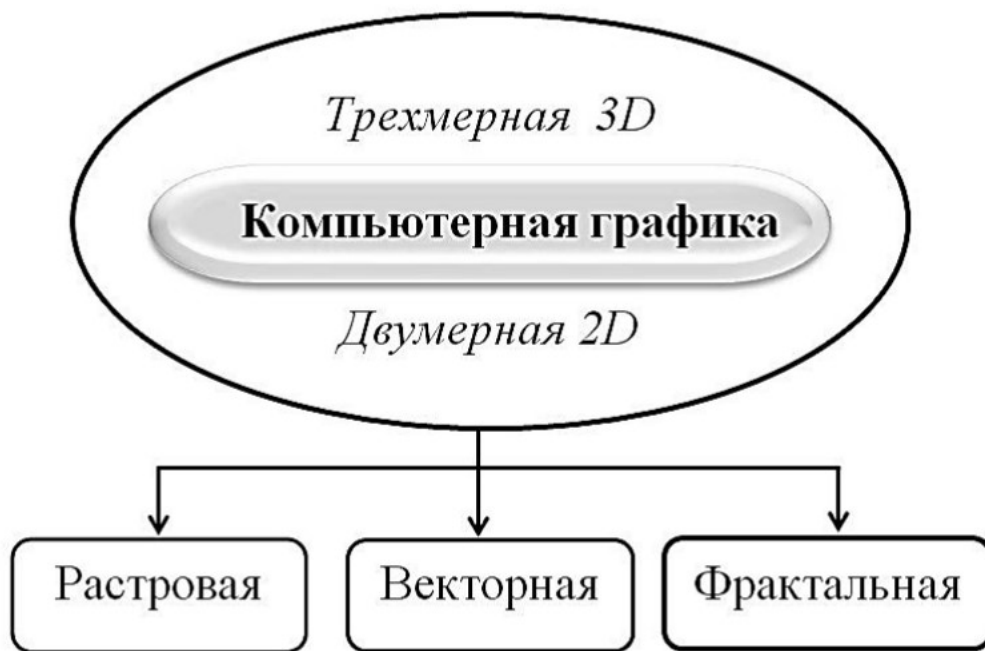 Трехмерная 3D
Компьютерная графика
Двумерная 2D
Растровая
Векторная
Фрактальная